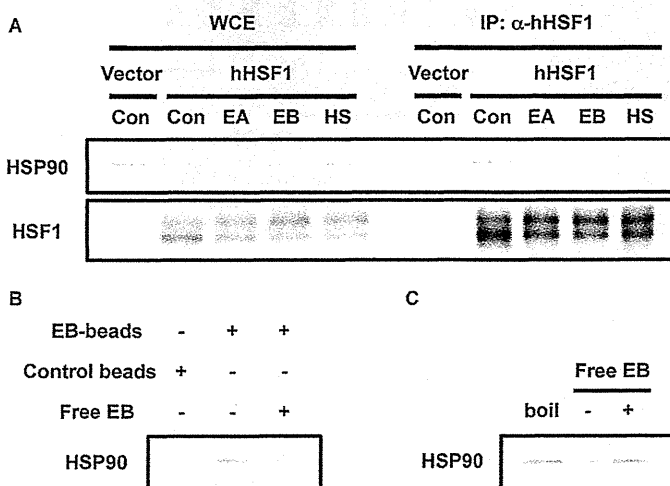 A
WCE IP: α-hHSF1
Vector hHSF1 Vector hHSF1
Con Con EA EB HS Con Con EA EB HS
HSP90
HSF1
B
EB-beads - + +
Control beads + - -
Free EB - - +
HSP90
C
Free EB
boil - +
HSP90